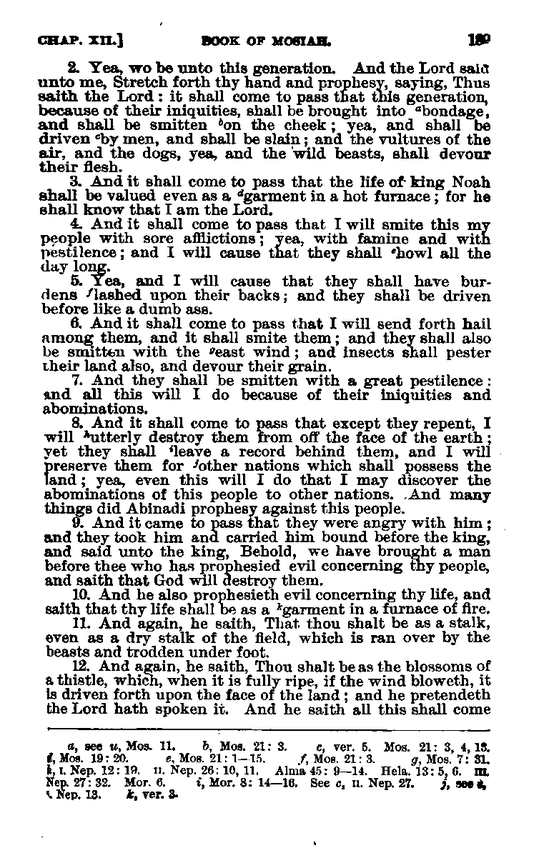 CHAP. XII.] BOOK OF MOSIAH. 189
2. Yea, wo be unto this generation. And the Lord said
unto me, Stretch forth thy hand and prophesy, saying, Thus
saith the Lord: it shall come to pass that this generation,
because of their iniquities, shall be brought into ᵃbondage,
and shall be smitten ᵇon the cheek; yea, and shall be
driven ᶜby men, and shall be slain; and the vultures of the
air, and the dogs, yea, and the wild beasts, shall devour
their flesh.
3. And it shall come to pass that the life of king Noah
shall be valued even as a ᵈgarment in a hot furnace; for he
shall know that I am the Lord.
4. And it shall come to pass that I will smite this my
people with sore afflictions; yea, with famine and with
pestilence; and I will cause that they shall ᵉhowl all the
day long.
5. Yea, and I will cause that they shall have bur-
dens ᶠlashed upon their backs; and they shall be driven
before like a dumb ass.
6. And it shall come to pass that I will send forth hail
among them, and it shall smite them; and they shall also
be smitten with the ᵍeast wind; and insects shall pester
their land also, and devour their grain.
7. And they shall be smitten with a great pestilence:
and all this will I do because of their iniquities and
abominations.
8. And it shall come to pass that except they repent, I
will ʰutterly destroy them from off the face of the earth;
yet they shall ⁱleave a record behind them, and I will
preserve them for ʲother nations which shall possess the
land; yea, even this will I do that I may discover the
abominations of this people to other nations. And many
things did Abinadi prophesy against this people.
9. And it came to pass that they were angry with him;
and they took him and carried him bound before the king,
and said unto the king, Behold, we have brought a man
before thee who has prophesied evil concerning thy people,
and saith that God will destroy them.
10. And he also prophesieth evil concerning thy life, and
saith that thy life shall be as a ᵏgarment in a furnace of fire.
11. And again, he saith, That thou shalt be as a stalk,
even as a dry stalk of the field, which is ran over by the
beasts and trodden under foot.
12. And again, he saith, Thou shalt be as the blossoms of
a thistle, which, when it is fully ripe, if the wind bloweth, it
is driven forth upon the face of the land; and he pretendeth
the Lord hath spoken it. And he saith all this shall come
a, see u, Mos. 11. b, Mos. 21: 3. c, ver. 5. Mos. 21: 3, 4, 13.
d, Mos. 19: 20. e, Mos. 21: 1—15. f, Mos. 21: 3. g, Mos. 7: 31.
h, I. Nep. 12: 19. II. Nep. 26: 10, 11. Alma 45: 9—14. Hela. 13: 5, 6. III.
Nep. 27: 32. Mor. 6. i, Mor. 8: 14—16. See c, II. Nep. 27. j, see
Nep. 13. k, ver. 3.